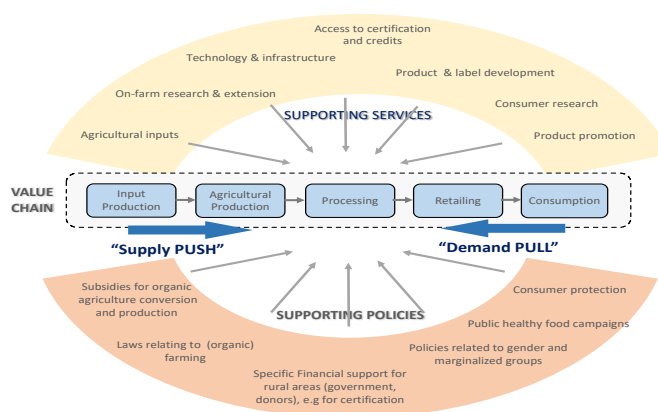 Access to certification
and credits
Technology & infrastructure
Product & label development
On-farm research & extension
Consumer research
SUPPORTING SERVICES
Agricultural inputs
Product promotion
VALUE
CHAIN
Input
Production
Agricultural
Production
Processing
Retailing
Consumption
“Supply PUSH”
“Demand PULL”
Subsidies for organic
agriculture conversion
and production
Consumer protection
SUPPORTING POLICIES
Public healthy food campaigns
Laws relating to (organic)
farming
Policies related to gender and
marginalized groups
Specific Financial support for
rural areas (government,
donors), e.g for certification